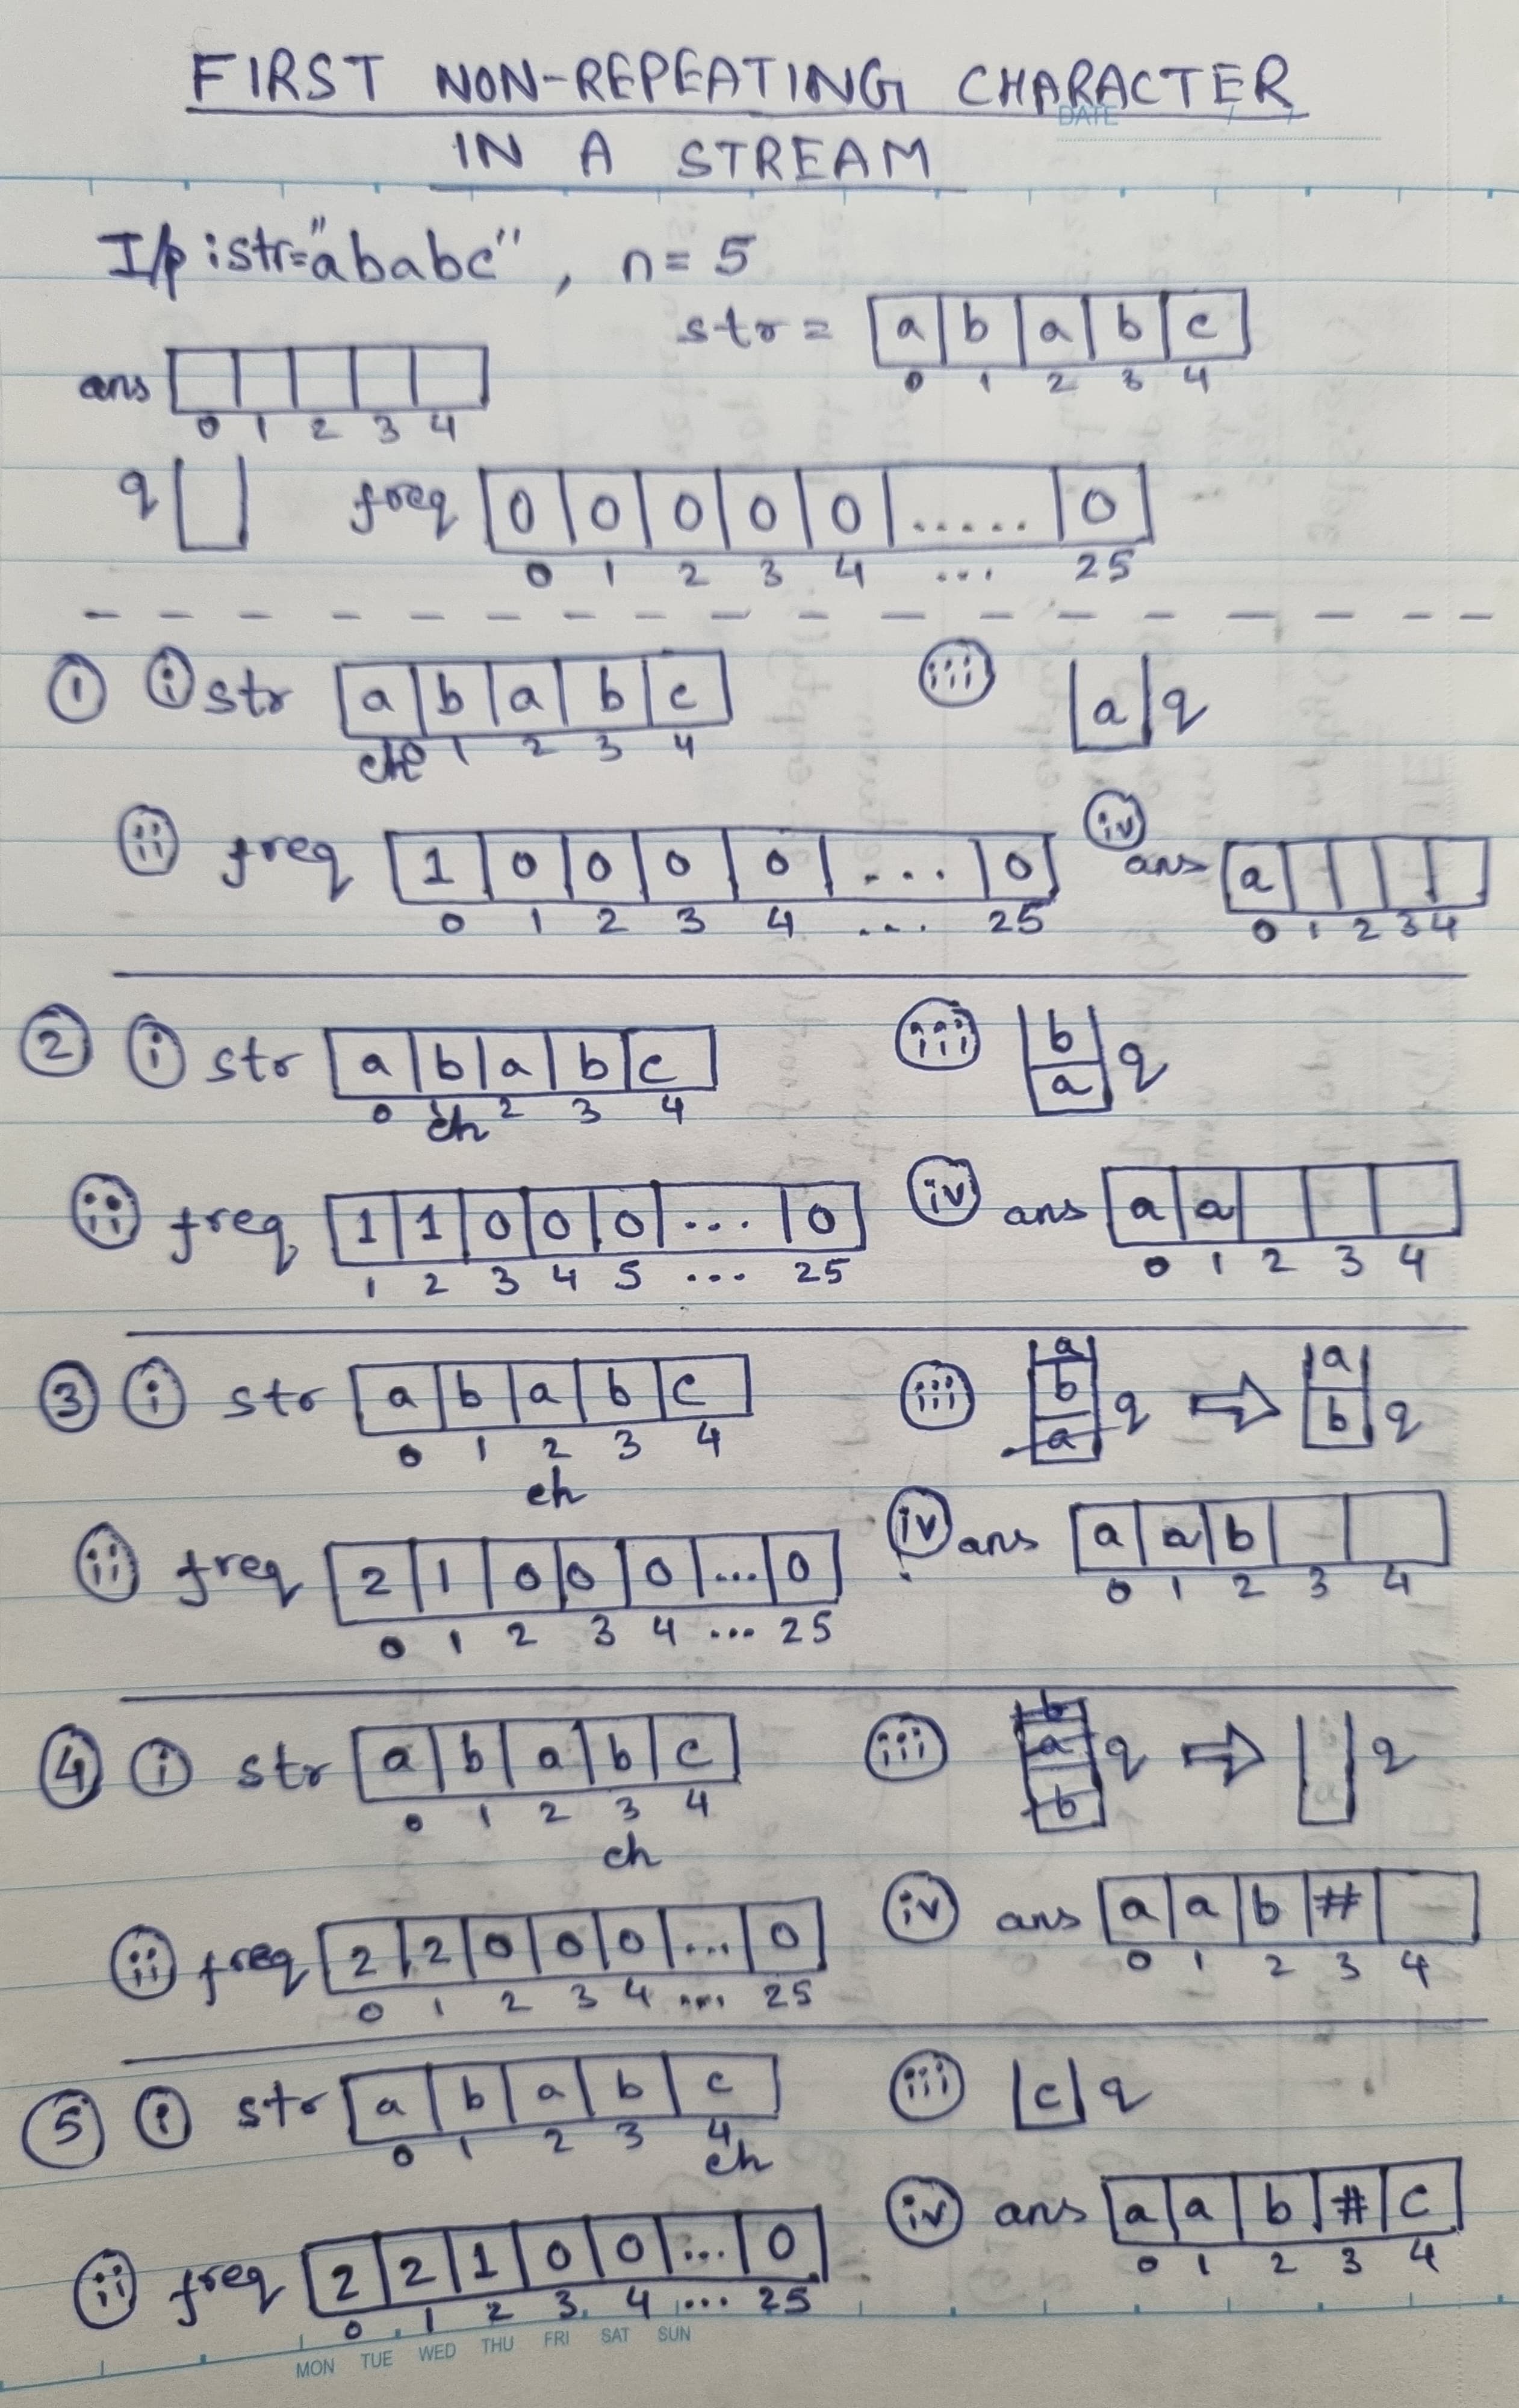 FIRST NON-REPEATING CHARACTER
DATE / /
IN A STREAM
I/p : str="ababc", n=5
str = a b a b c
0 1 2 3 4
ans
0 1 2 3 4
q freq 0 0 0 0 0 ..... 0
0 1 2 3 4 ... 25
1 i str a b a b c
0 1 2 3 4
ch
iii a q
ii freq 1 0 0 0 0 ... 0
0 1 2 3 4 ... 25
iv ans a
0 1 2 3 4
2 i str a b a b c
0 1 2 3 4
ch
iii b
a q
ii freq 1 1 0 0 0 ... 0
1 2 3 4 5 ... 25
iv ans a a
0 1 2 3 4
3 i str a b a b c
0 1 2 3 4
ch
iii a
b q
a
⇒ a
b q
ii freq 2 1 0 0 0 ... 0
0 1 2 3 4 ... 25
iv ans a a b
0 1 2 3 4
4 i str a b a b c
0 1 2 3 4
ch
iii b
a q
b
⇒ q
ii freq 2 2 0 0 0 ... 0
0 1 2 3 4 ... 25
iv ans a a b #
0 1 2 3 4
5 i str a b a b c
0 1 2 3 4
ch
iii c q
ii freq 2 2 1 0 0 ... 0
0 1 2 3 4 ... 25
iv ans a a b # c
0 1 2 3 4
MON TUE WED THU FRI SAT SUN